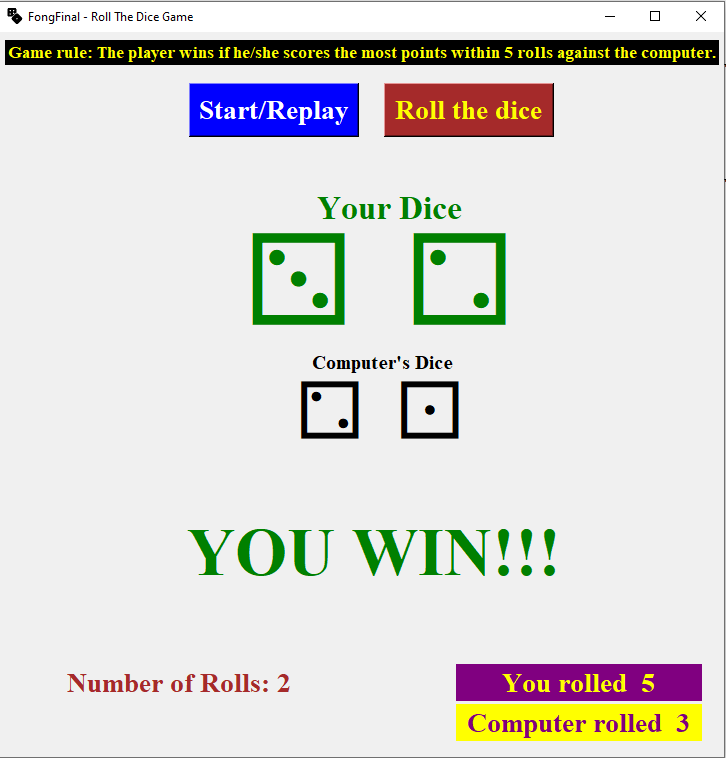 FongFinal - Roll The Dice Game
Game rule: The player wins if he/she scores the most points within 5 rolls against the computer.
Start/Replay Roll the dice
Your Dice
Computer's Dice
YOU WIN!!!
Number of Rolls: 2 You rolled 5
Computer rolled 3